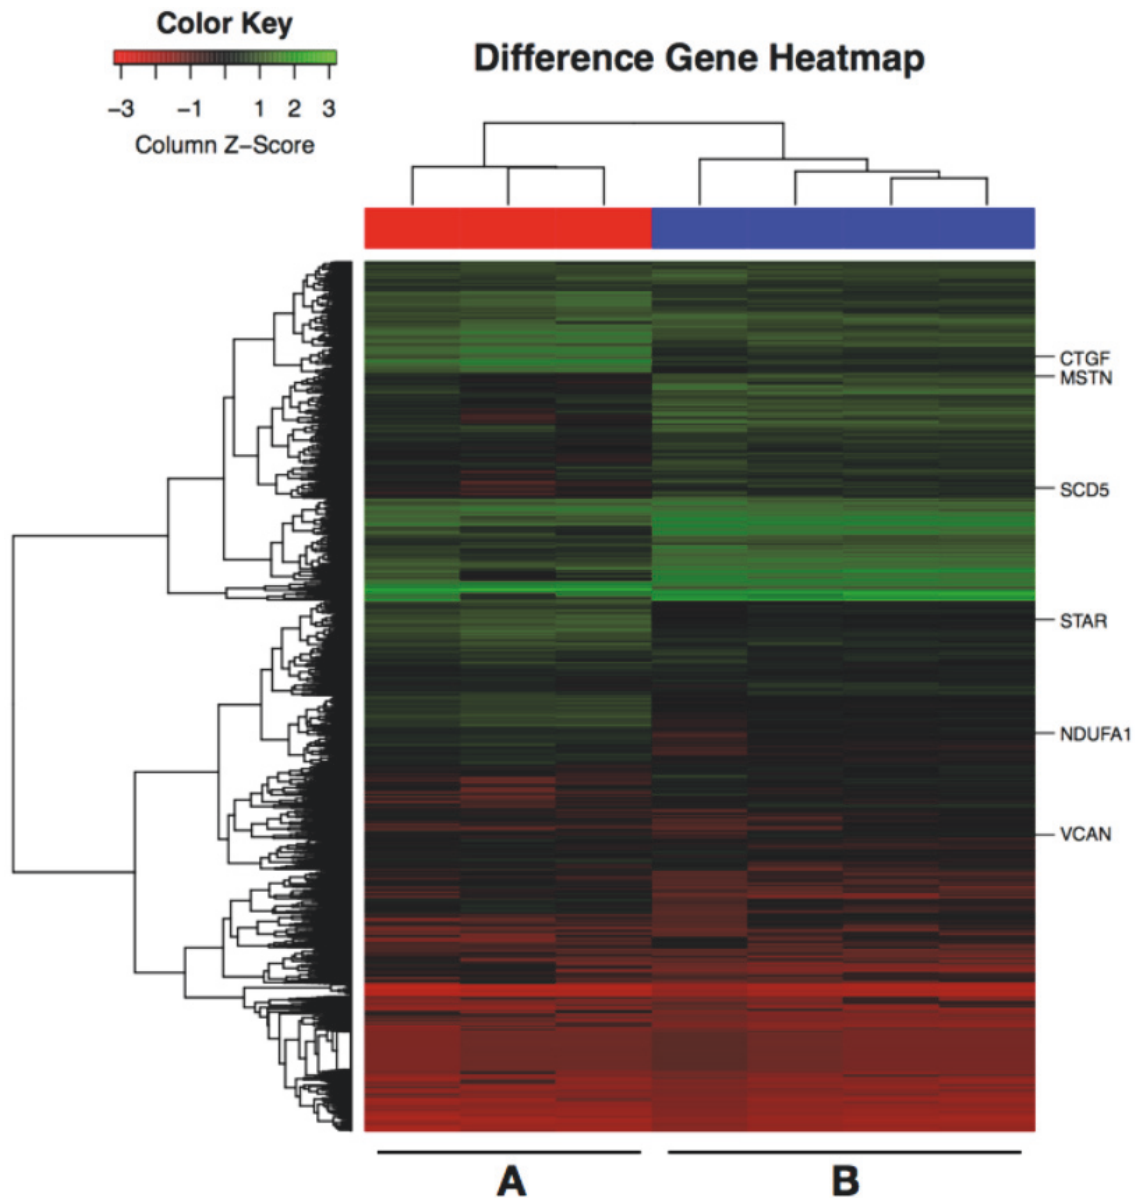 Color Key
−3 −1 1 2 3
Column Z−Score
Difference Gene Heatmap
CTGF
MSTN
SCD5
STAR
NDUFA1
VCAN
A B